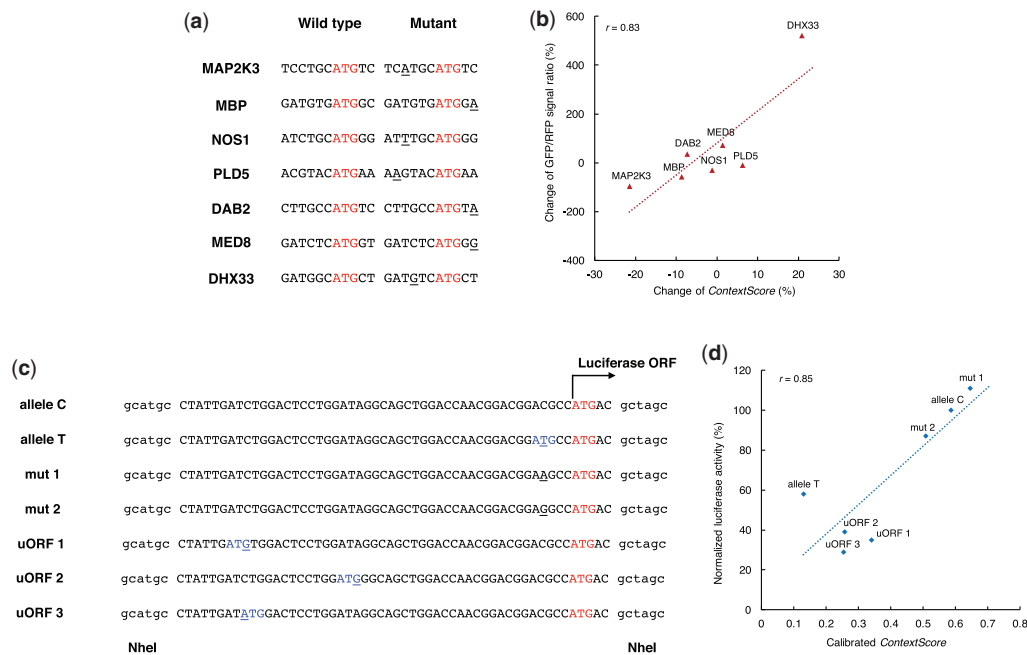 (a)
Wild type Mutant
MAP2K3 TCCTGCATGTC TCATGCATGTC
MBP GATGTGATGGC GATGTGATGGA
NOS1 ATCTGCATGGG ATTTGCATGGG
PLD5 ACGTACATGAA AAGTACATGAA
DAB2 CTTGCCATGTC CTTGCCATGTA
MED8 GATCTCATGGT GATCTCATGGG
DHX33 GATGGCATGCT GATGTCATGCT
(b)
r = 0.83
Change of GFP/RFP signal ratio (%)
600
400
200
0
-200
-400
DHX33
MED8
DAB2
PLD5
NOS1
MBP
MAP2K3
-30 -20 -10 0 10 20 30
Change of ContextScore (%)
(c)
Luciferase ORF
allele C gcatgc CTATTGATCTGGACTCCTGGATAGGCAGCTGGACCAACGGACGGACGCCATGAC gctagc
allele T gcatgc CTATTGATCTGGACTCCTGGATAGGCAGCTGGACCAACGGACGGATGCCATGAC gctagc
mut 1 gcatgc CTATTGATCTGGACTCCTGGATAGGCAGCTGGACCAACGGACGGAAGCCATGAC gctagc
mut 2 gcatgc CTATTGATCTGGACTCCTGGATAGGCAGCTGGACCAACGGACGGAGGCCATGAC gctagc
uORF 1 gcatgc CTATTGATGTGGACTCCTGGATAGGCAGCTGGACCAACGGACGGACGCCATGAC gctagc
uORF 2 gcatgc CTATTGATCTGGACTCCTGGATGGGCAGCTGGACCAACGGACGGACGCCATGAC gctagc
uORF 3 gcatgc CTATTGATATGGACTCCTGGATAGGCAGCTGGACCAACGGACGGACGCCATGAC gctagc
NheI NheI
(d)
r = 0.85
Normalized luciferase activity (%)
120
100
80
60
40
20
0
mut 1
allele C
mut 2
allele T
uORF 2
uORF 1
uORF 3
0 0.1 0.2 0.3 0.4 0.5 0.6 0.7 0.8
Calibrated ContextScore